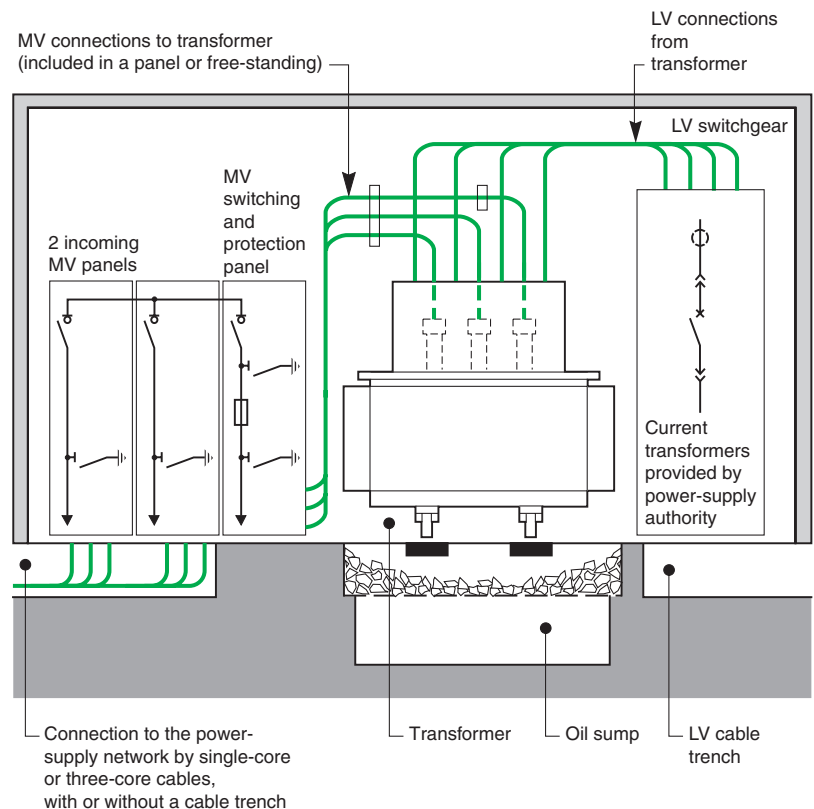 LV connections
from
transformer
MV connections to transformer
(included in a panel or free-standing)
LV switchgear
MV
switching
and
protection
panel
2 incoming
MV panels
Current
transformers
provided by
power-supply
authority
Connection to the power-
supply network by single-core
or three-core cables,
with or without a cable trench
Transformer
Oil sump
LV cable
trench